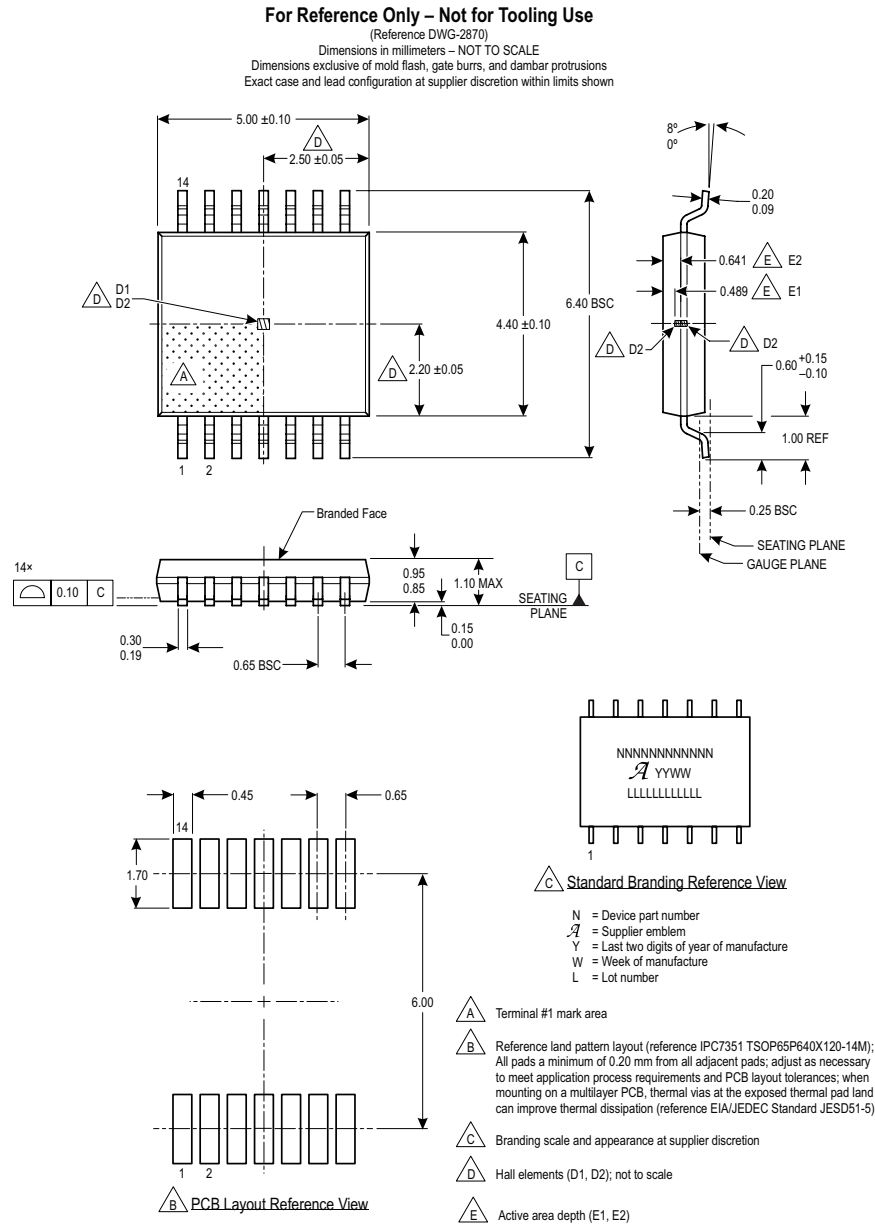 For Reference Only – Not for Tooling Use
(Reference DWG-2870)
Dimensions in millimeters – NOT TO SCALE
Dimensions exclusive of mold flash, gate burrs, and dambar protrusions
Exact case and lead configuration at supplier discretion within limits shown
5.00 ±0.10
D
2.50 ±0.05
14
D
D1
D2
6.40 BSC
4.40 ±0.10
D
2.20 ±0.05
A
1
2
8º
0º
0.20
0.09
0.641
E
E2
0.489
E
E1
D
D2
D
D2
0.60
+0.15
–0.10
1.00 REF
0.25 BSC
SEATING PLANE
GAUGE PLANE
Branded Face
14×
0.10
C
0.95
0.85
1.10 MAX
C
SEATING
PLANE
0.15
0.00
0.30
0.19
0.65 BSC
NNNNNNNNNNNNN
A YYWW
LLLLLLLLLLLL
1
C
Standard Branding Reference View
N = Device part number
A = Supplier emblem
Y = Last two digits of year of manufacture
W = Week of manufacture
L = Lot number
0.45
0.65
14
1.70
6.00
1
2
B
PCB Layout Reference View
A
Terminal #1 mark area
B
Reference land pattern layout (reference IPC7351 TSOP65P640X120-14M);
All pads a minimum of 0.20 mm from all adjacent pads; adjust as necessary
to meet application process requirements and PCB layout tolerances; when
mounting on a multilayer PCB, thermal vias at the exposed thermal pad land
can improve thermal dissipation (reference EIA/JEDEC Standard JESD51-5)
C
Branding scale and appearance at supplier discretion
D
Hall elements (D1, D2); not to scale
E
Active area depth (E1, E2)